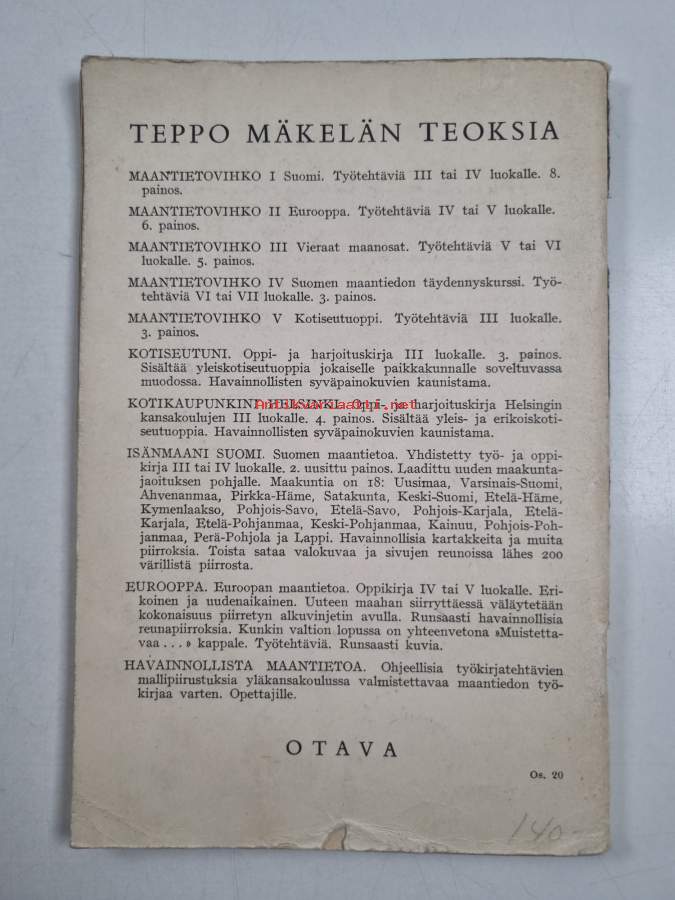 TEPPO MÄKELÄN TEOKSIA
MAANTIETOVIHKO I Suomi. Työtehtäviä III tai IV luokalle. 8.
painos.
MAANTIETOVIHKO II Eurooppa. Työtehtäviä IV tai V luokalle.
6. painos.
MAANTIETOVIHKO III Vieraat maanosat. Työtehtäviä V tai VI
luokalle. 5. painos.
MAANTIETOVIHKO IV Suomen maantiedon täydennyskurssi. Työ-
tehtäviä VI tai VII luokalle. 3. painos.
MAANTIETOVIHKO V Kotiseutuoppi. Työtehtäviä III luokalle.
3. painos.
KOTISEUTUNI. Oppi- ja harjoituskirja III luokalle. 3. painos.
Sisältää yleiskotiseutuoppia jokaiselle paikkakunnalle soveltuvassa
muodossa. Havainnollisten syväpainokuvien kaunistama.
KOTIKAUPUNKINI HELSINKI. Oppi- ja harjoituskirja Helsingin
Antikvariaatti.net
kansakoulujen III luokalle. 4. painos. Sisältää yleis- ja erikoiskoti-
seutuoppia. Havainnollisten syväpainokuvien kaunistama.
ISÄNMAANI SUOMI. Suomen maantietoa. Yhdistetty työ- ja oppi-
kirja III tai IV luokalle. 2. uusittu painos. Laadittu uuden maakunta-
jaoituksen pohjalle. Maakuntia on 18: Uusimaa, Varsinais-Suomi,
Ahvenanmaa, Pirkka-Häme, Satakunta, Keski-Suomi, Etelä-Häme,
Kymenlaakso, Pohjois-Savo, Etelä-Savo, Pohjois-Karjala, Etelä-
Karjala, Etelä-Pohjanmaa, Keski-Pohjanmaa, Kainuu, Pohjois-Poh-
janmaa, Perä-Pohjola ja Lappi. Havainnollisia kartakkeita ja muita
piirroksia. Toista sataa valokuvaa ja sivujen reunoissa lähes 200
värillistä piirrosta.
EUROOPPA. Euroopan maantietoa. Oppikirja IV tai V luokalle. Eri-
koinen ja uudenaikainen. Uuteen maahan siirryttäessä väläytetään
kokonaisuus piirretyn alkuvinjetin avulla. Runsaasti havainnollisia
reunapiirroksia. Kunkin valtion lopussa on yhteenvetona »Muistetta-
vaa . . .» kappale. Työtehtäviä. Runsaasti kuvia.
HAVAINNOLLISTA MAANTIETOA. Ohjeellisia työkirjatehtävien
mallipiirustuksia yläkansakoulussa valmistettavaa maantiedon työ-
kirjaa varten. Opettajille.
OTAVA
Os. 20
140-